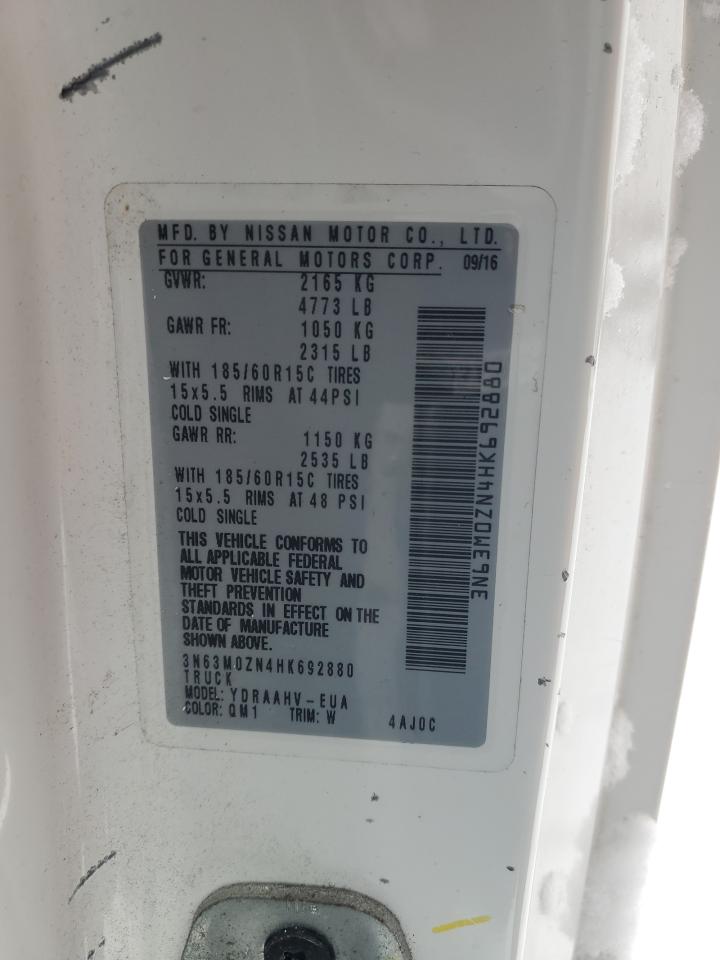 MFD. BY NISSAN MOTOR CO., LTD.
FOR GENERAL MOTORS CORP. 09/16
GVWR: 2165 KG
4773 LB
GAWR FR: 1050 KG
2315 LB
WITH 185/60R15C TIRES
15x5.5 RIMS AT 44PSI
COLD SINGLE
GAWR RR: 1150 KG
2535 LB
WITH 185/60R15C TIRES
15x5.5 RIMS AT 48 PSI
COLD SINGLE
THIS VEHICLE CONFORMS TO
ALL APPLICABLE FEDERAL
MOTOR VEHICLE SAFETY AND
THEFT PREVENTION
STANDARDS IN EFFECT ON THE
DATE OF MANUFACTURE
SHOWN ABOVE.
3N63M0ZN4HK692880
TRUCK
MODEL: YDRAAHV-EUA
COLOR: QM1 TRIM: W 4AJ0C
3N63M0ZN4HK692880